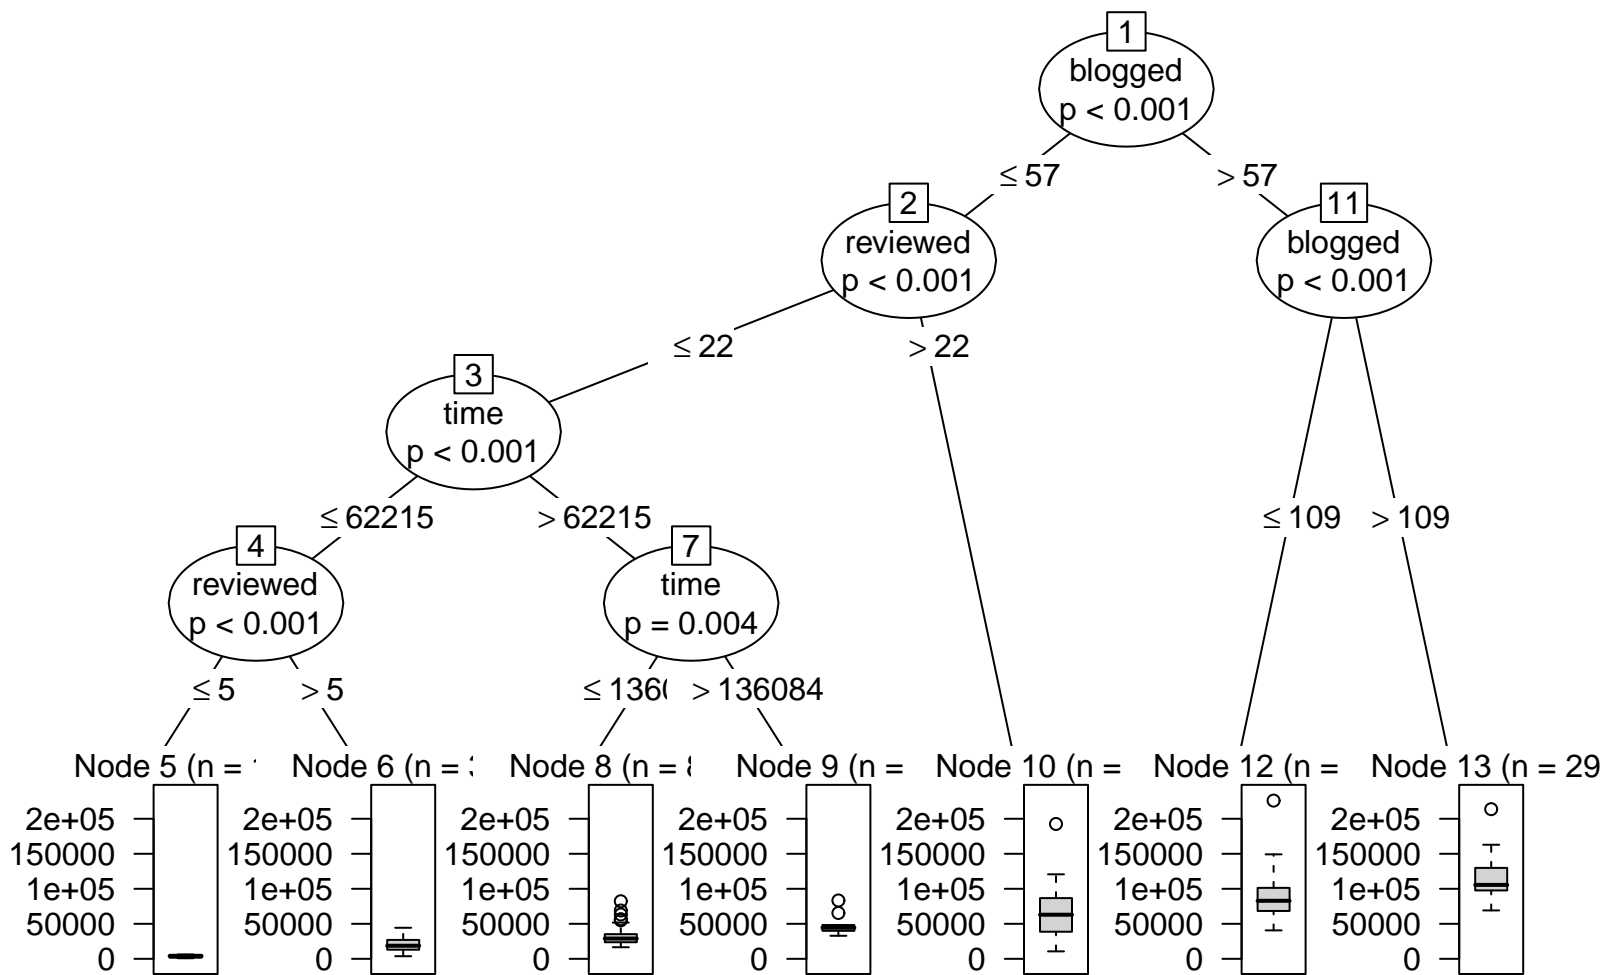 1
blogged
p < 0.001
≤ 57
> 57
2
reviewed
p < 0.001
11
blogged
p < 0.001
≤ 22
> 22
3
time
p < 0.001
≤ 62215
> 62215
≤ 109
> 109
4
reviewed
p < 0.001
7
time
p = 0.004
≤ 5
> 5
≤ 136
> 136084
Node 5 (n =
Node 6 (n =
Node 8 (n =
Node 9 (n =
Node 10 (n =
Node 12 (n =
Node 13 (n = 29
2e+05
150000
1e+05
50000
0
2e+05
150000
1e+05
50000
0
2e+05
150000
1e+05
50000
0
2e+05
150000
1e+05
50000
0
2e+05
150000
1e+05
50000
0
2e+05
150000
1e+05
50000
0
2e+05
150000
1e+05
50000
0